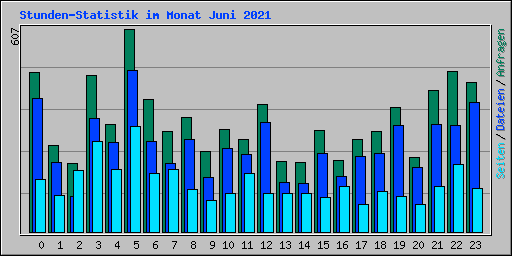 Stunden-Statistik im Monat Juni 2021
607
Seiten / Dateien / Anfragen
0 1 2 3 4 5 6 7 8 9 10 11 12 13 14 15 16 17 18 19 20 21 22 23